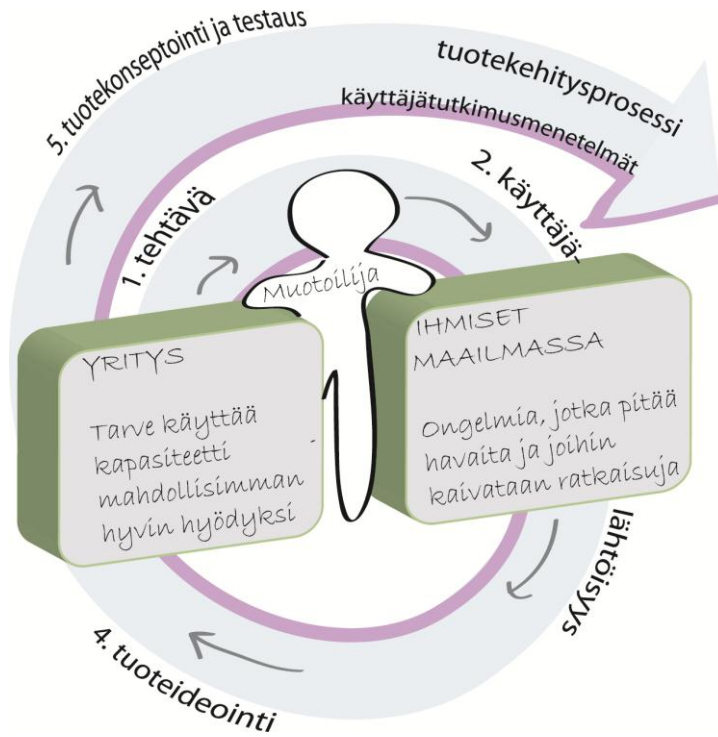 5. tuotekonseptointi ja testaus
tuotekehitysprosessi
käyttäjätutkimusmenetelmät
1. tehtävä
2. käyttäjä-
lähtöisyys
Muotoilija
YRITYS
Tarve käyttää
kapasiteetti
mahdollisimman
hyvin hyödyksi
IHMISET
MAAILMASSA
Ongelmia, jotka pitää
havaita ja joihin
kaivataan ratkaisuja
4. tuoteideointi